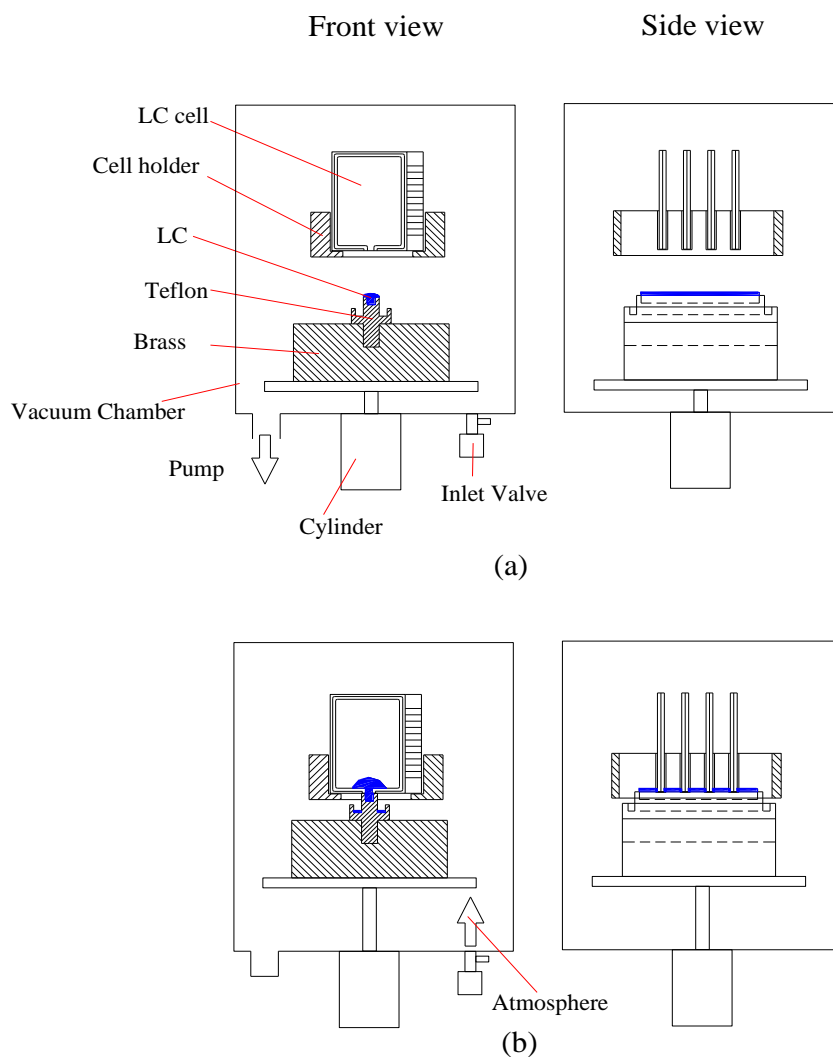 Front view
Side view
LC cell
Cell holder
LC
Teflon
Brass
Vacuum Chamber
Pump
Inlet Valve
Cylinder
(a)
Atmosphere
(b)